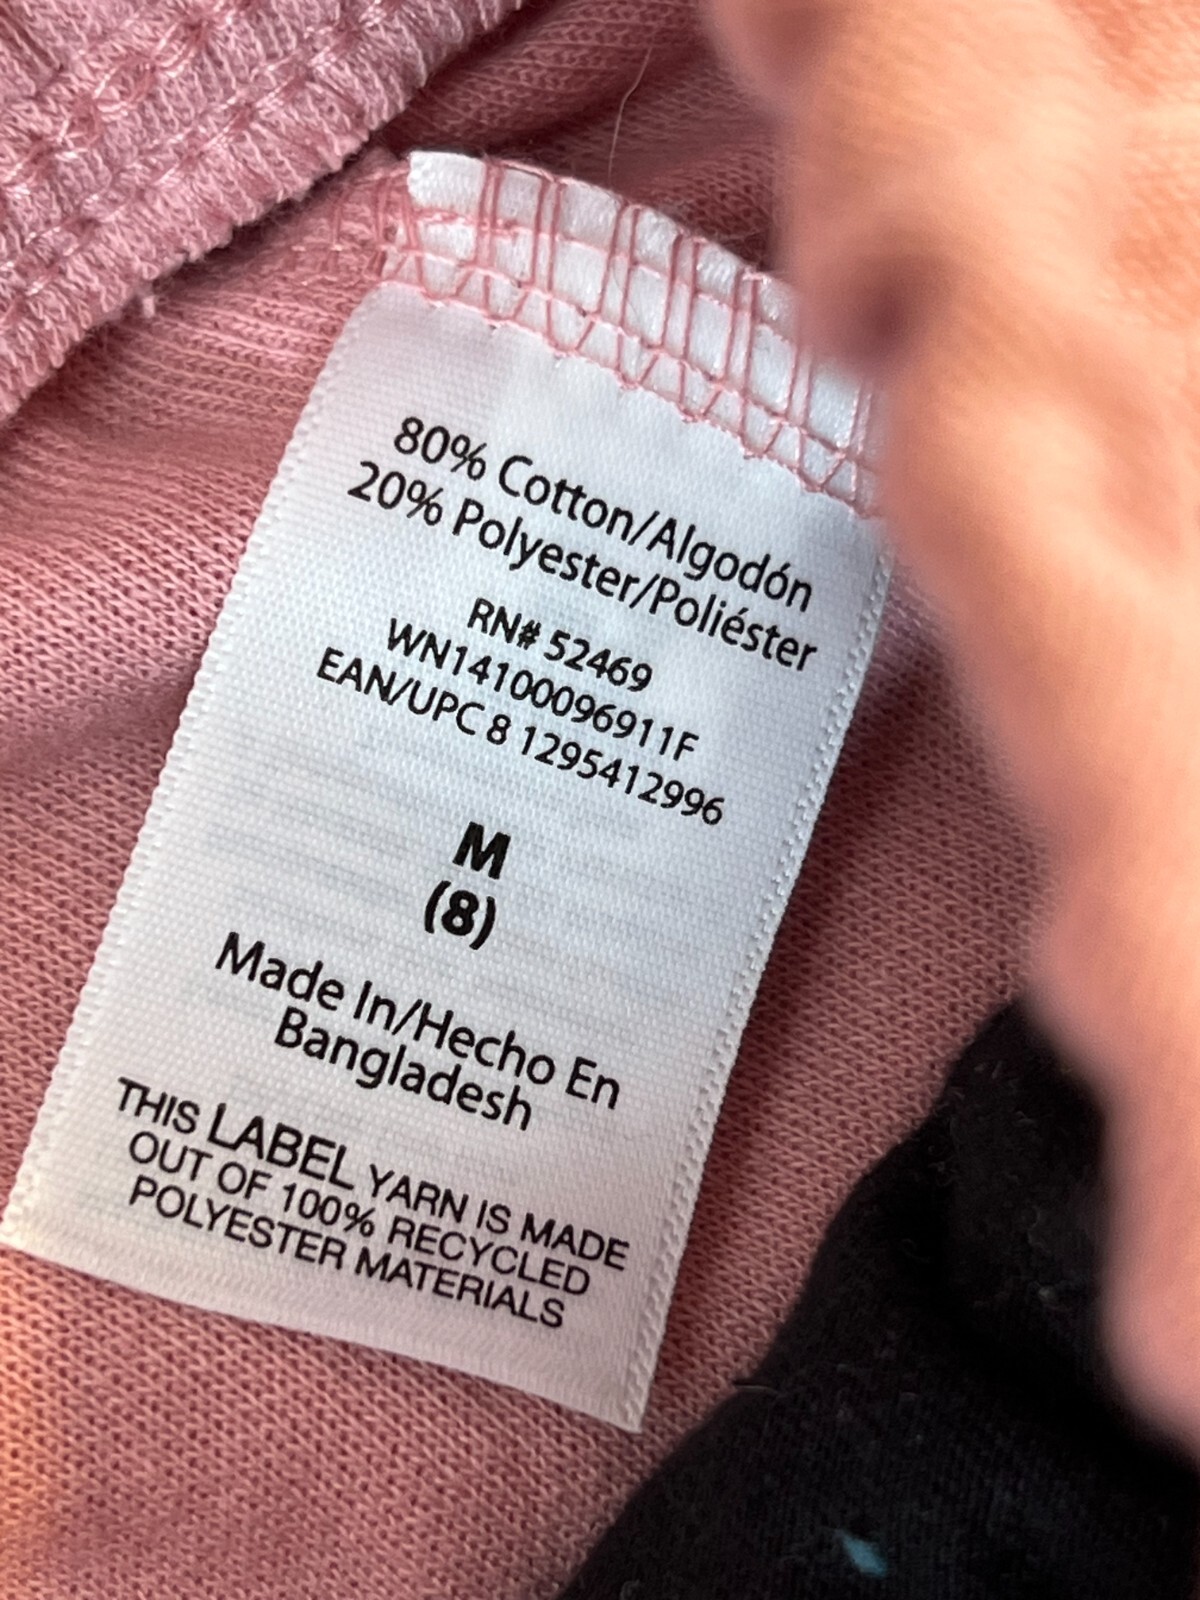 80% Cotton/Algodón
20% Polyester/Poliéster
RN# 52469
WN14100096911F
EAN/UPC 8 1295412996
M
(8)
Made In/Hecho En
Bangladesh
THIS LABEL YARN IS MADE
OUT OF 100% RECYCLED
POLYESTER MATERIALS